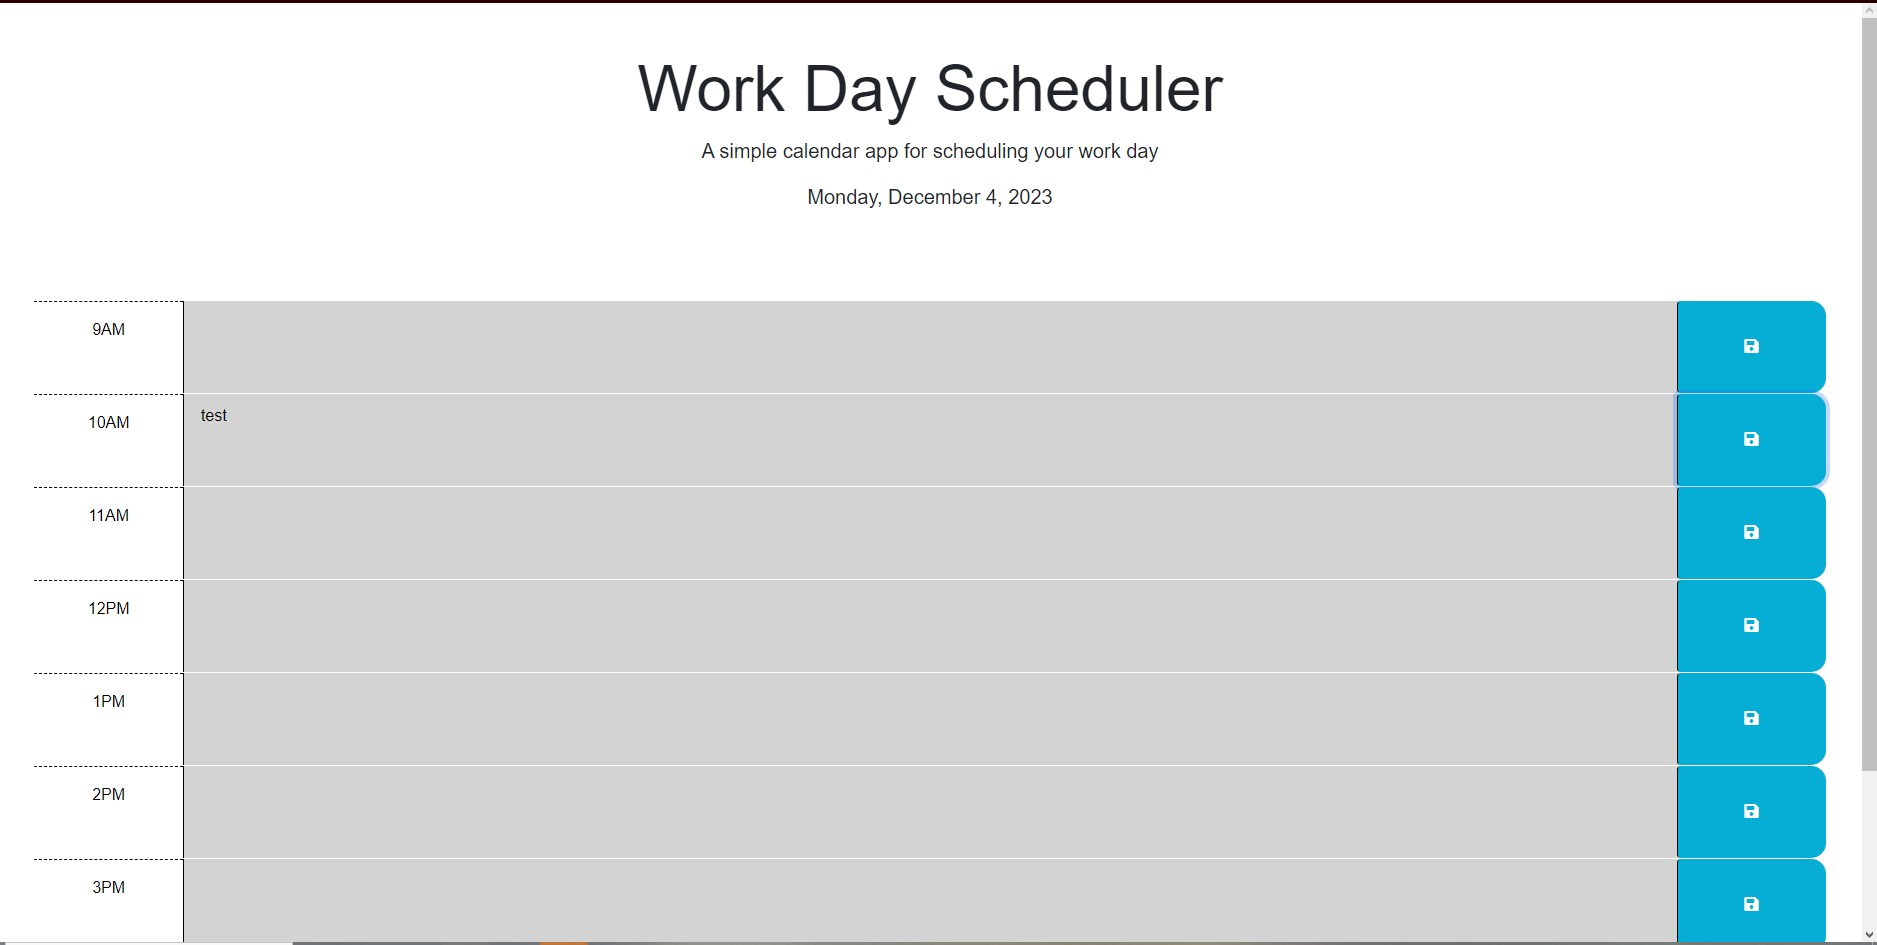 Work Day Scheduler
A simple calendar app for scheduling your work day
Monday, December 4, 2023
9AM
10AM
test
11AM
12PM
1PM
2PM
3PM